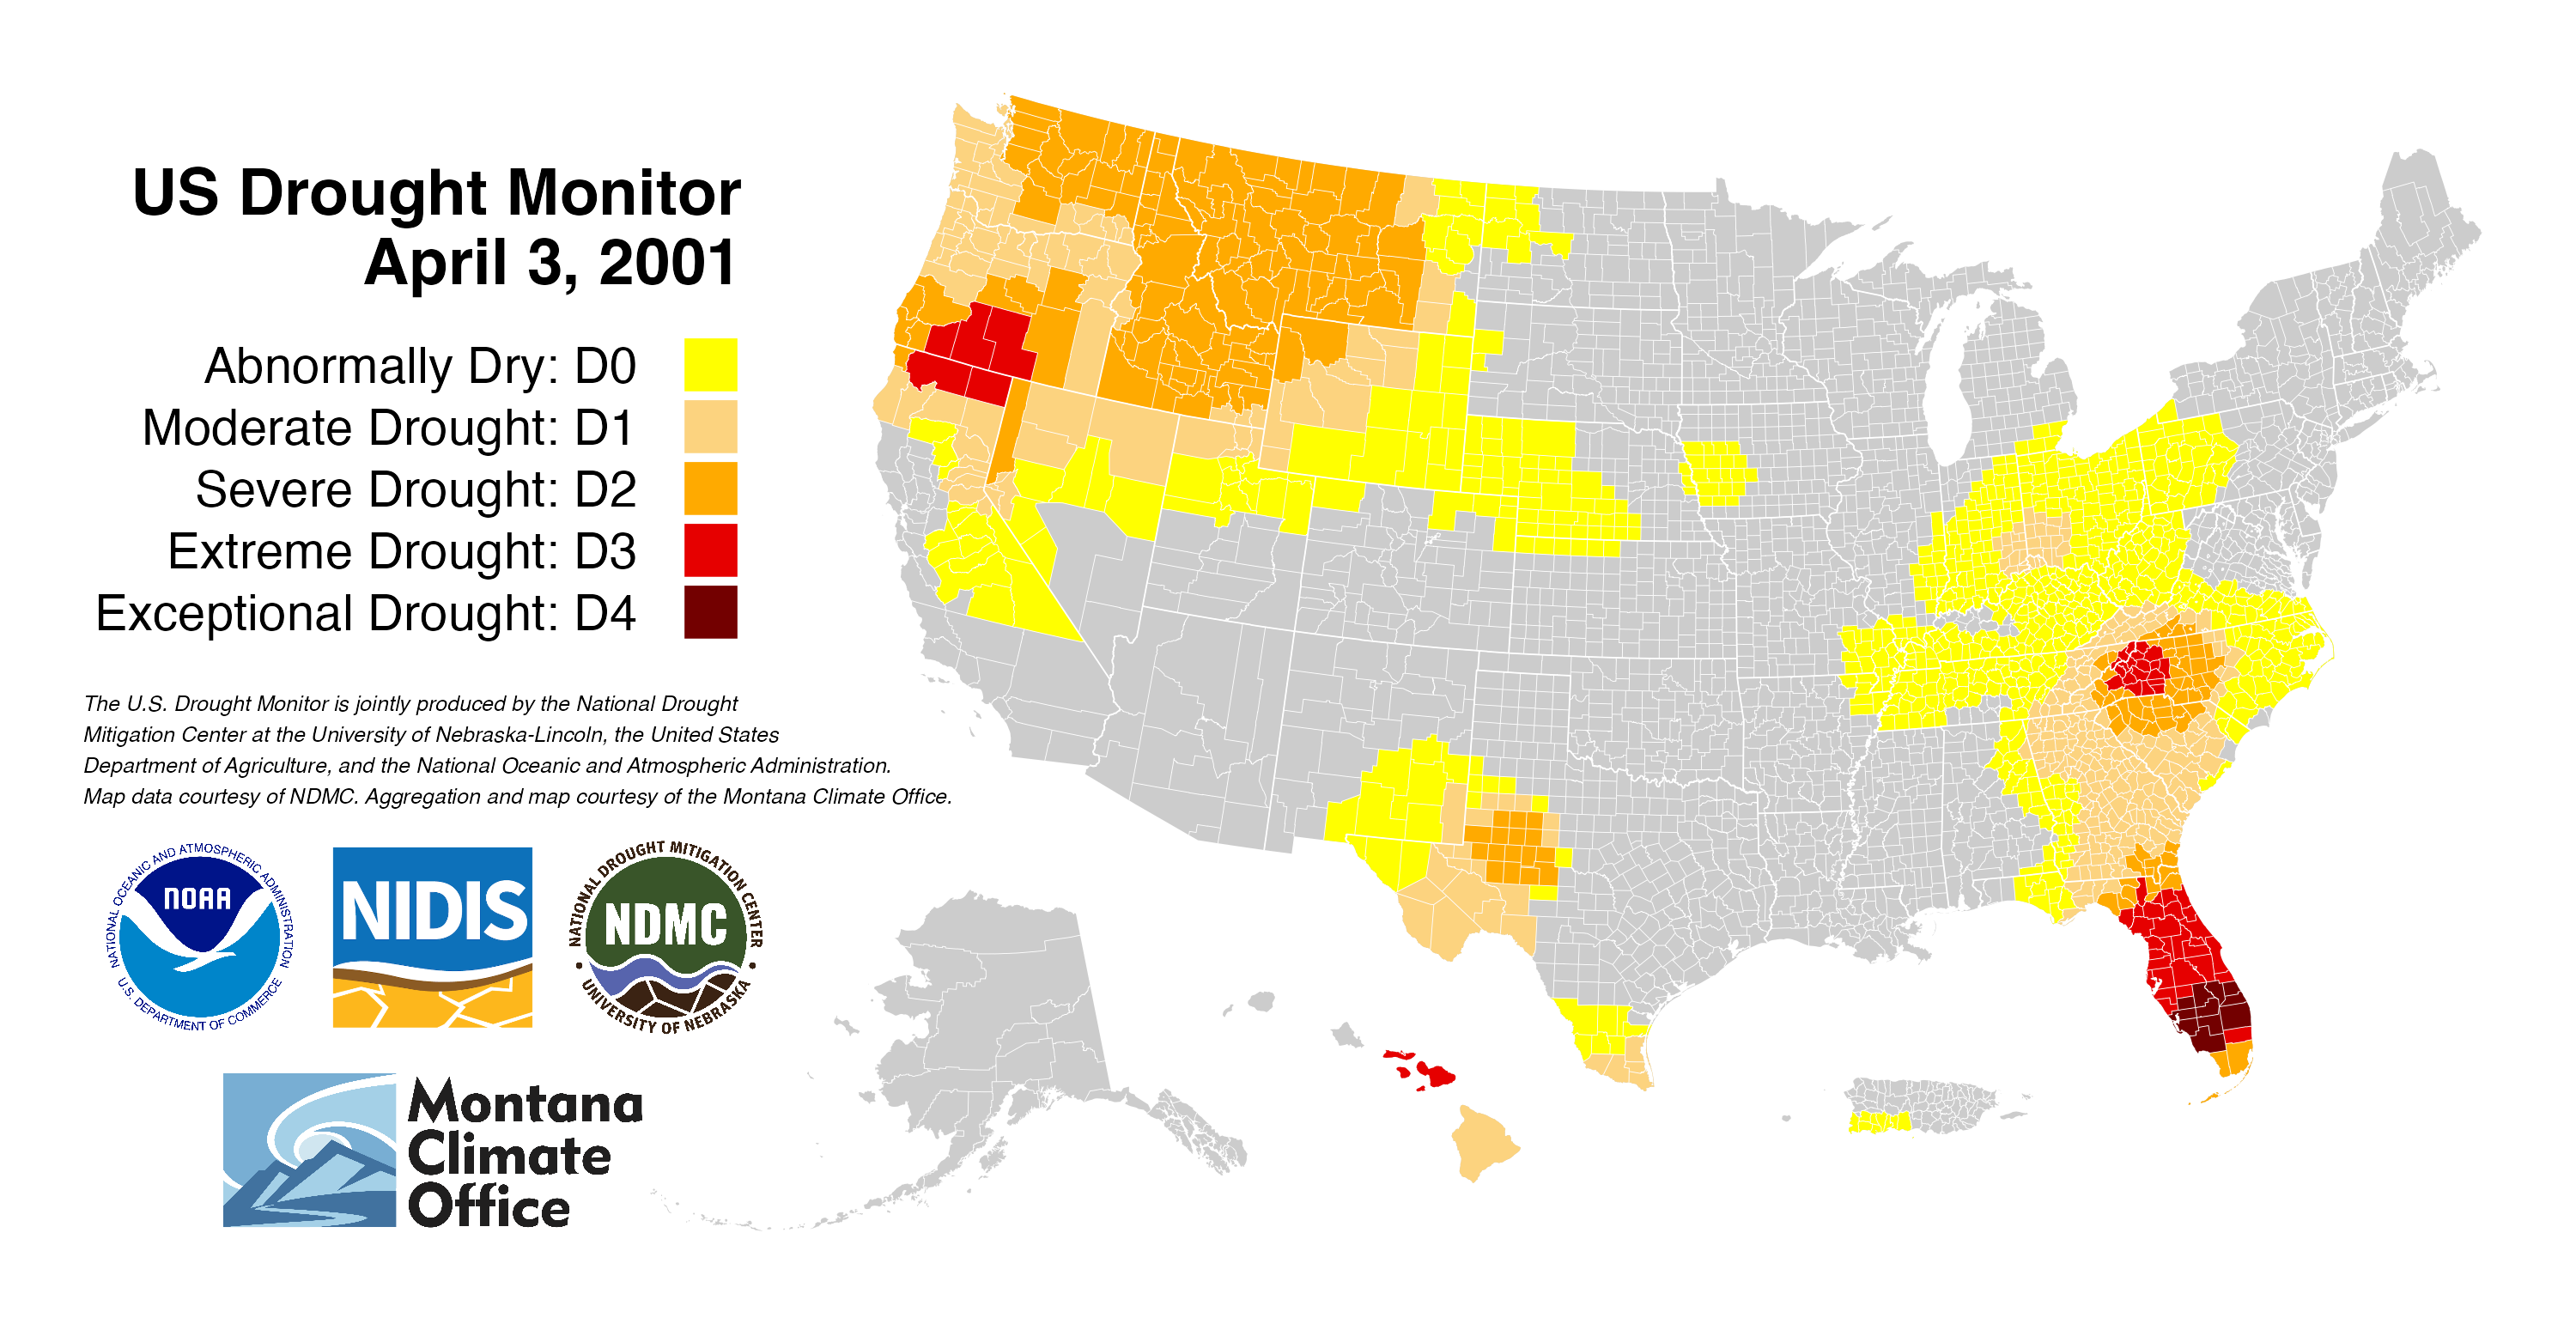 US Drought Monitor
April 3, 2001
Abnormally Dry: D0
Moderate Drought: D1
Severe Drought: D2
Extreme Drought: D3
Exceptional Drought: D4
The U.S. Drought Monitor is jointly produced by the National Drought
Mitigation Center at the University of Nebraska-Lincoln, the United States
Department of Agriculture, and the National Oceanic and Atmospheric Administration.
Map data courtesy of NDMC. Aggregation and map courtesy of the Montana Climate Office.
NATIONAL OCEANIC AND ATMOSPHERIC ADMINISTRATION
NOAA
U.S. DEPARTMENT OF COMMERCE
NIDIS
NATIONAL DROUGHT MITIGATION CENTER
NDMC
UNIVERSITY OF NEBRASKA
Montana
Climate
Office